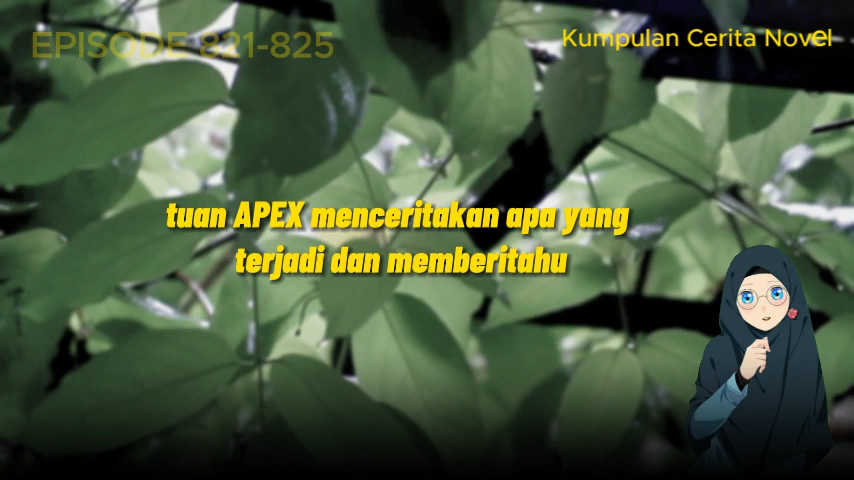 EPISODE 821-825
Kumpulan Cerita Novel
tuan APEX menceritakan apa yang
terjadi dan memberitahu